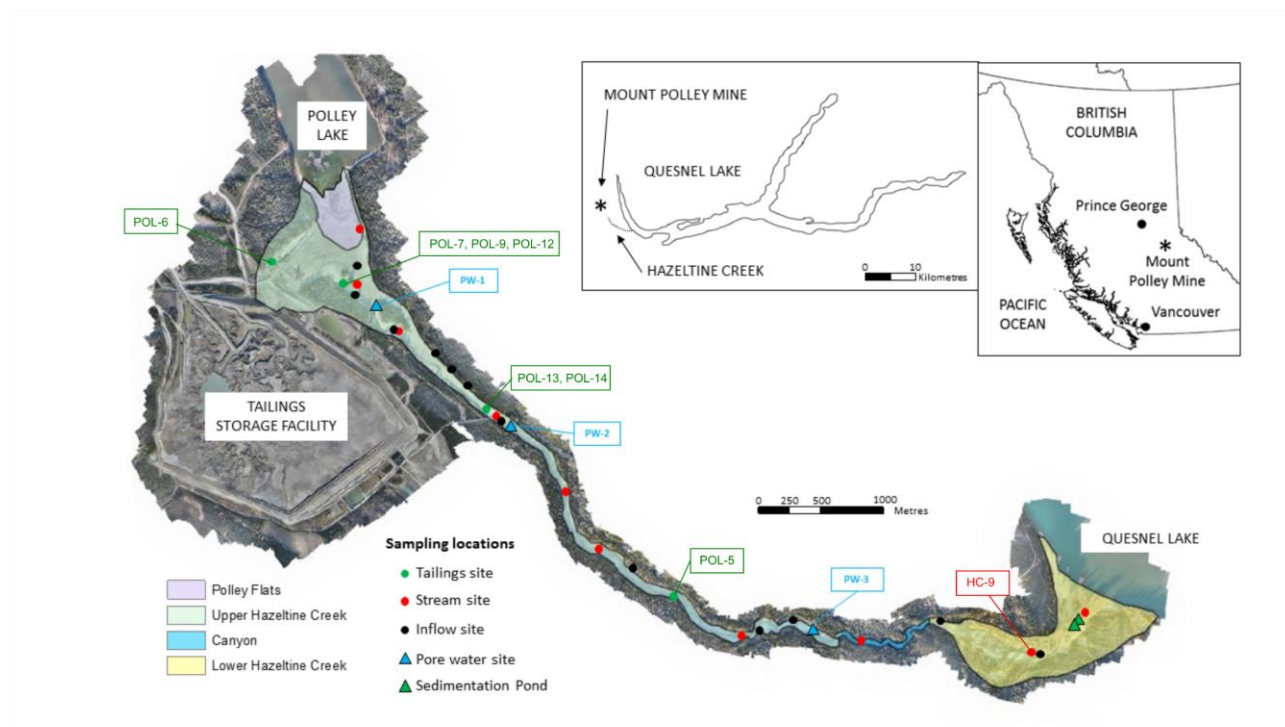 POLLEY
LAKE
POL-6
POL-7, POL-9, POL-12
PW-1
POL-13, POL-14
PW-2
TAILINGS
STORAGE FACILITY
MOUNT POLLEY MINE
QUESNEL LAKE
*
HAZELTINE CREEK
0 10
Kilometres
BRITISH
COLUMBIA
Prince George
*
Mount
Polley Mine
PACIFIC
OCEAN
Vancouver
0 250 500 1000
Metres
POL-5
PW-3
HC-9
QUESNEL LAKE
Polley Flats
Upper Hazeltine Creek
Canyon
Lower Hazeltine Creek
Sampling locations
Tailings site
Stream site
Inflow site
Pore water site
Sedimentation Pond